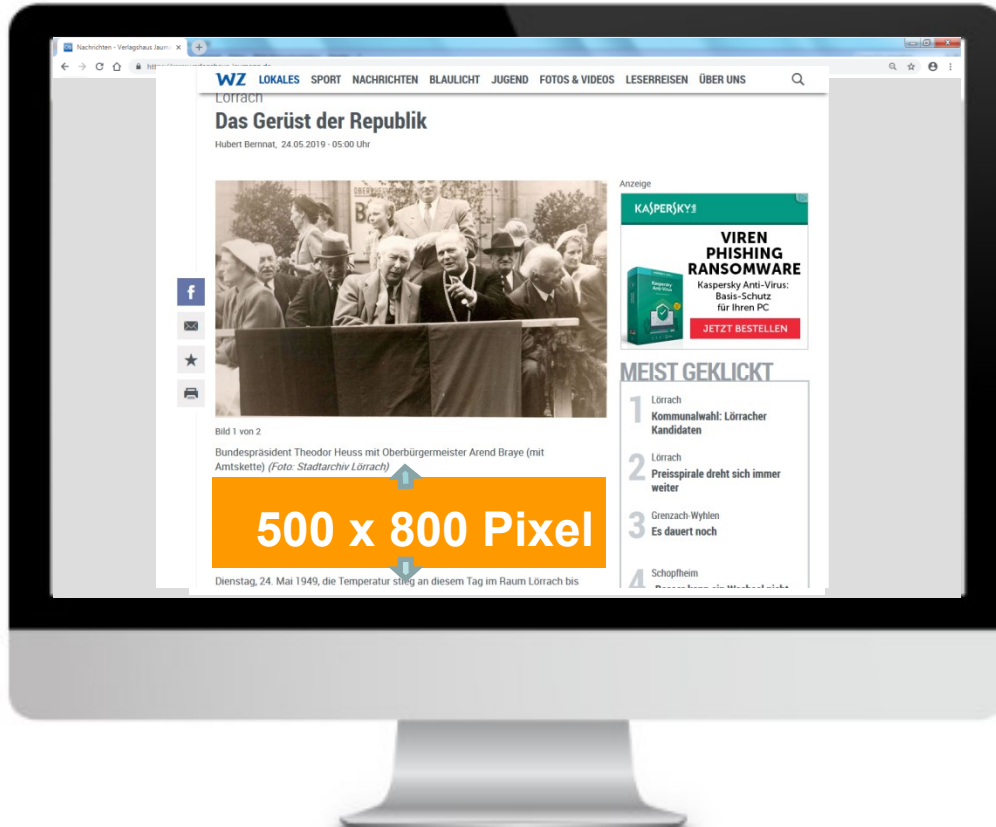 Nachrichten - Verlagshaus Jaum
WZ LOKALES SPORT NACHRICHTEN BLAULICHT JUGEND FOTOS & VIDEOS LESERREISEN ÜBER UNS
Lörrach
Das Gerüst der Republik
Hubert Bernnat, 24.05.2019 - 05:00 Uhr
Bild 1 von 2
Bundespräsident Theodor Heuss mit Oberbürgermeister Arend Braye (mit
Amtskette) (Foto: Stadtarchiv Lörrach)
500 x 800 Pixel
Dienstag, 24. Mai 1949, die Temperatur stieg an diesem Tag im Raum Lörrach bis
Anzeige
KASPERSKY
VIREN
PHISHING
RANSOMWARE
Kaspersky Anti-Virus:
Basis-Schutz
für Ihren PC
JETZT BESTELLEN
MEIST GEKLICKT
1 Lörrach
Kommunalwahl: Lörracher
Kandidaten
2 Lörrach
Preisspirale dreht sich immer
weiter
3 Grenzach-Wyhlen
Es dauert noch
4 Schopfheim